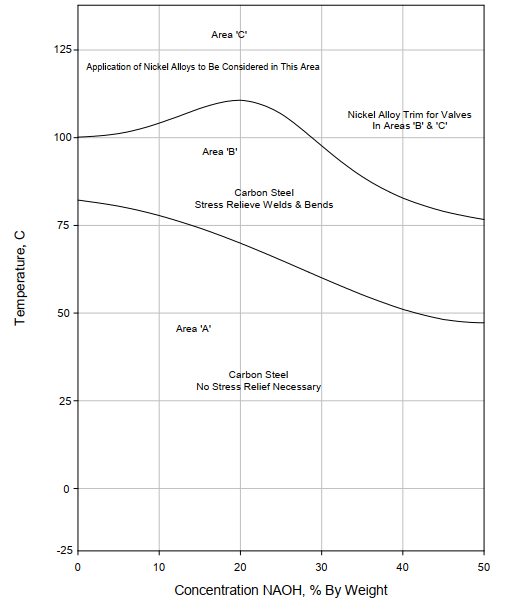 Area 'C'
125
Application of Nickel Alloys to Be Considered in This Area
Nickel Alloy Trim for Valves
In Areas 'B' & 'C'
100
Area 'B'
Carbon Steel
Stress Relieve Welds & Bends
75
Temperature, C
50
Area 'A'
Carbon Steel
No Stress Relief Necessary
25
0
-25
0 10 20 30 40 50
Concentration NAOH, % By Weight